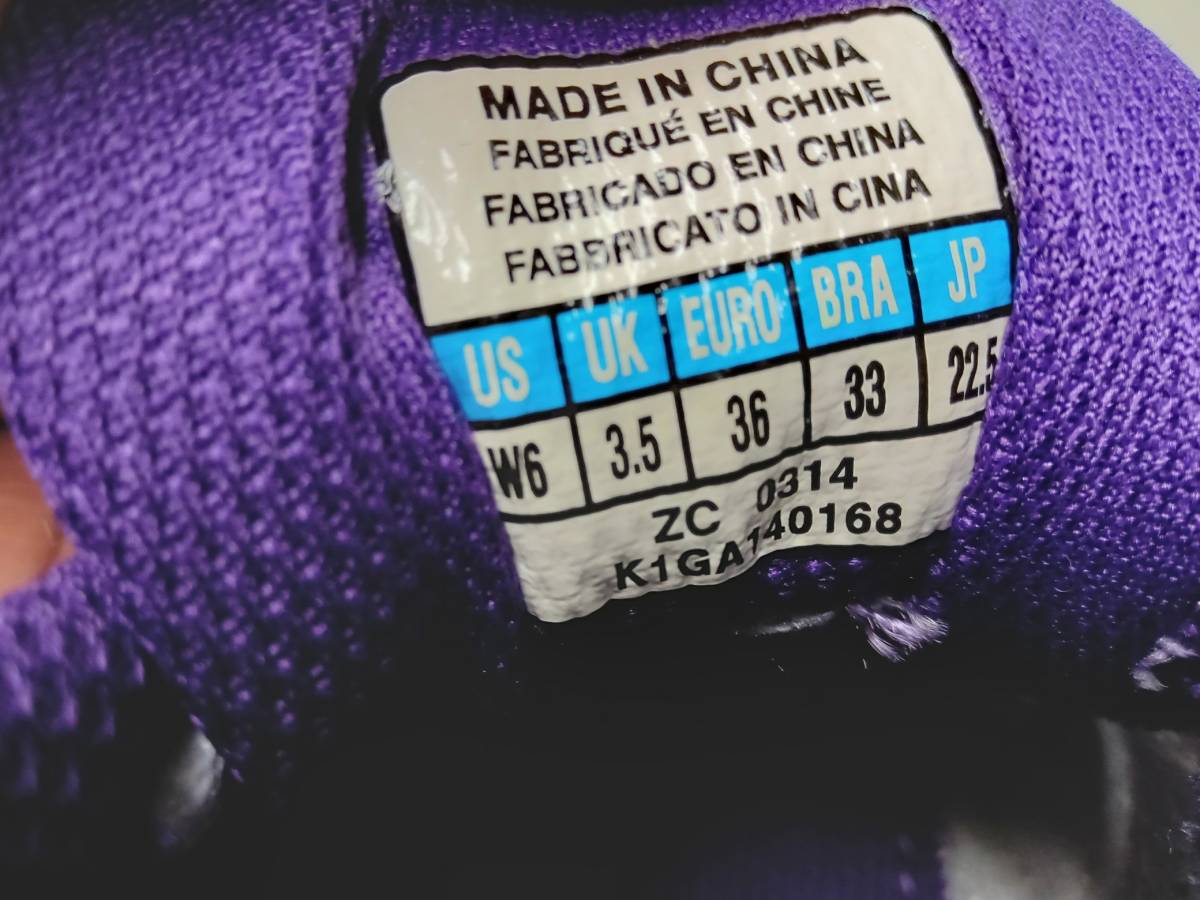 MADE IN CHINA
FABRIQUÉ EN CHINE
FABRICADO EN CHINA
FABBRICATO IN CINA
US UK EURO BRA JP
W6 3.5 36 33 22.5
ZC 0314
K1GA140168